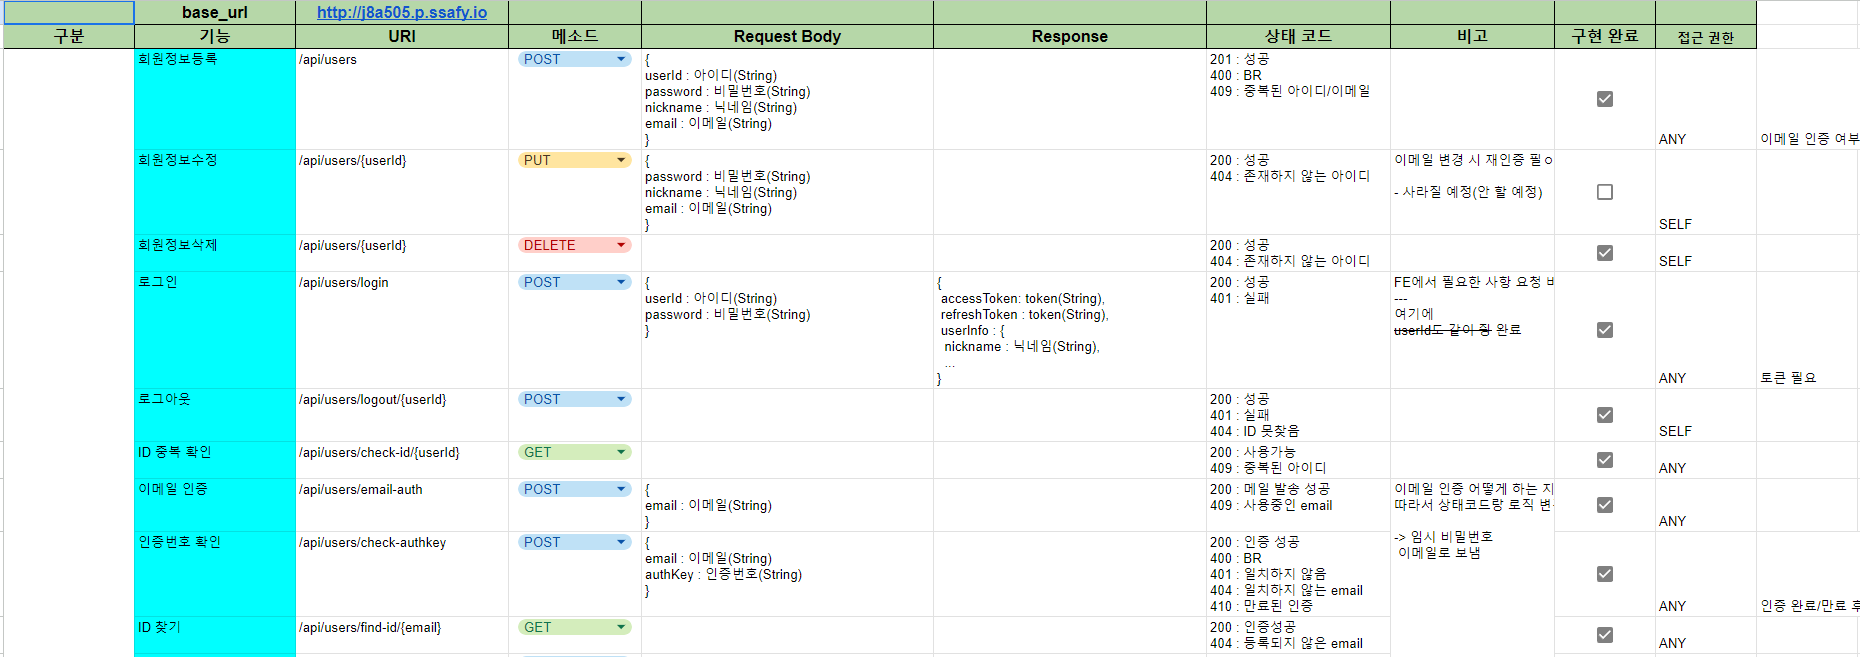 base_url http://j8a505.p.ssafy.io
구분 기능 URI 메소드 Request Body Response 상태 코드 비고 구현 완료 접근 권한
회원정보등록 /api/users POST
{
userId : 아이디(String)
password : 비밀번호(String)
nickname : 닉네임(String)
email : 이메일(String)
}
201 : 성공
400 : BR
409 : 중복된 아이디/이메일
ANY
이메일 인증 여부
회원정보수정 /api/users/{userId} PUT
{
password : 비밀번호(String)
nickname : 닉네임(String)
email : 이메일(String)
}
200 : 성공
404 : 존재하지 않는 아이디
이메일 변경 시 재인증 필
- 사라질 예정(안 할 예정)
SELF
회원정보삭제 /api/users/{userId} DELETE
200 : 성공
404 : 존재하지 않는 아이디
SELF
로그인 /api/users/login POST
{
userId : 아이디(String)
password : 비밀번호(String)
}
{
accessToken: token(String),
refreshToken : token(String),
userInfo : {
nickname : 닉네임(String),
...
}
200 : 성공
401 : 실패
FE에서 필요한 사항 요청
---
여기에
userId도 같이 줌 완료
ANY
토큰 필요
로그아웃 /api/users/logout/{userId} POST
200 : 성공
401 : 실패
404 : ID 못찾음
SELF
ID 중복 확인 /api/users/check-id/{userId} GET
200 : 사용가능
409 : 중복된 아이디
ANY
이메일 인증 /api/users/email-auth POST
{
email : 이메일(String)
}
200 : 메일 발송 성공
409 : 사용중인 email
이메일 인증 어떻게 하는 지
따라서 상태코드랑 로직 변
-> 임시 비밀번호
이메일로 보냄
ANY
인증번호 확인 /api/users/check-authkey POST
{
email : 이메일(String)
authKey : 인증번호(String)
}
200 : 인증 성공
400 : BR
401 : 일치하지 않음
404 : 일치하지 않는 email
410 : 만료된 인증
ANY
인증 완료/만료 후
ID 찾기 /api/users/find-id/{email} GET
200 : 인증성공
404 : 등록되지 않은 email
ANY